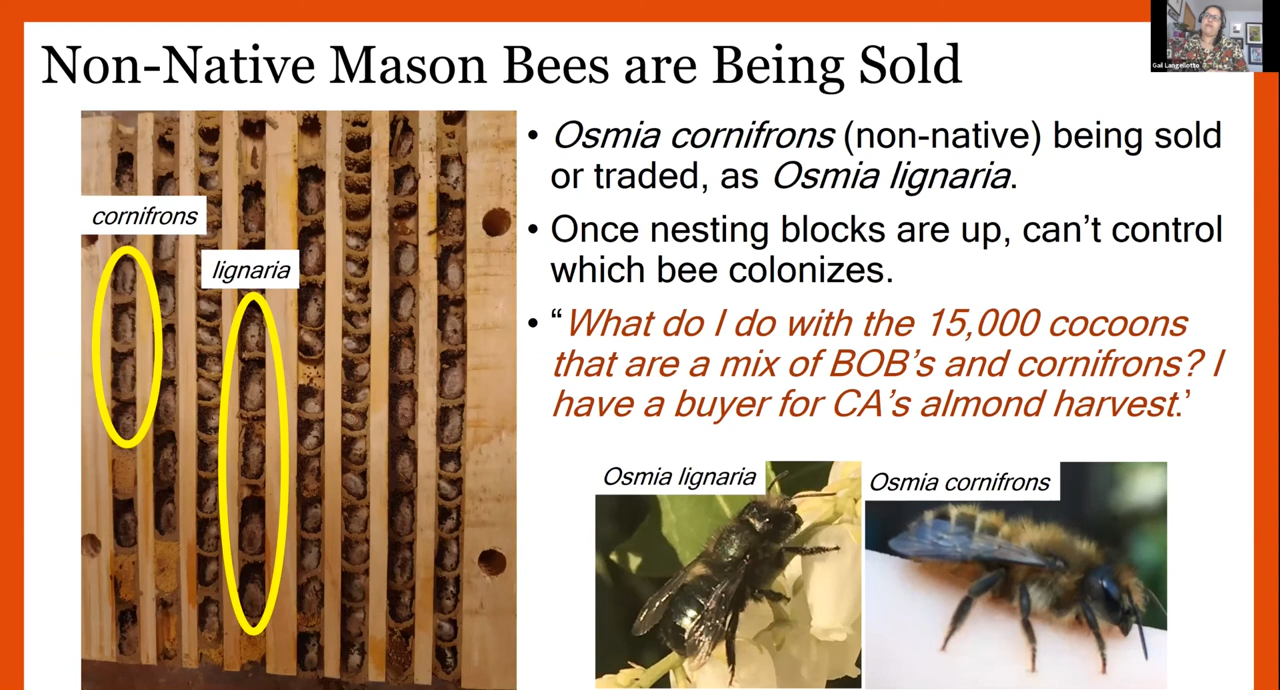 Non-Native Mason Bees are Being Sold
Gail Langellotto
cornifrons
lignaria
• Osmia cornifrons (non-native) being sold
or traded, as Osmia lignaria.
• Once nesting blocks are up, can’t control
which bee colonizes.
• “What do I do with the 15,000 cocoons
that are a mix of BOB’s and cornifrons? I
have a buyer for CA’s almond harvest.’
Osmia lignaria
Osmia cornifrons